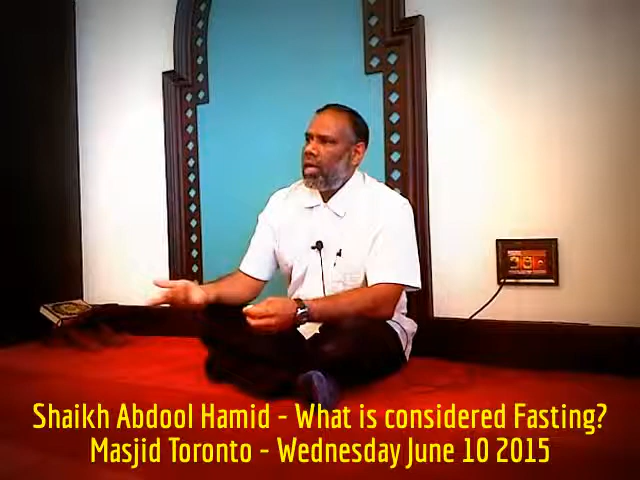 Shaikh Abdool Hamid - What is considered Fasting?
Masjid Toronto - Wednesday June 10 2015